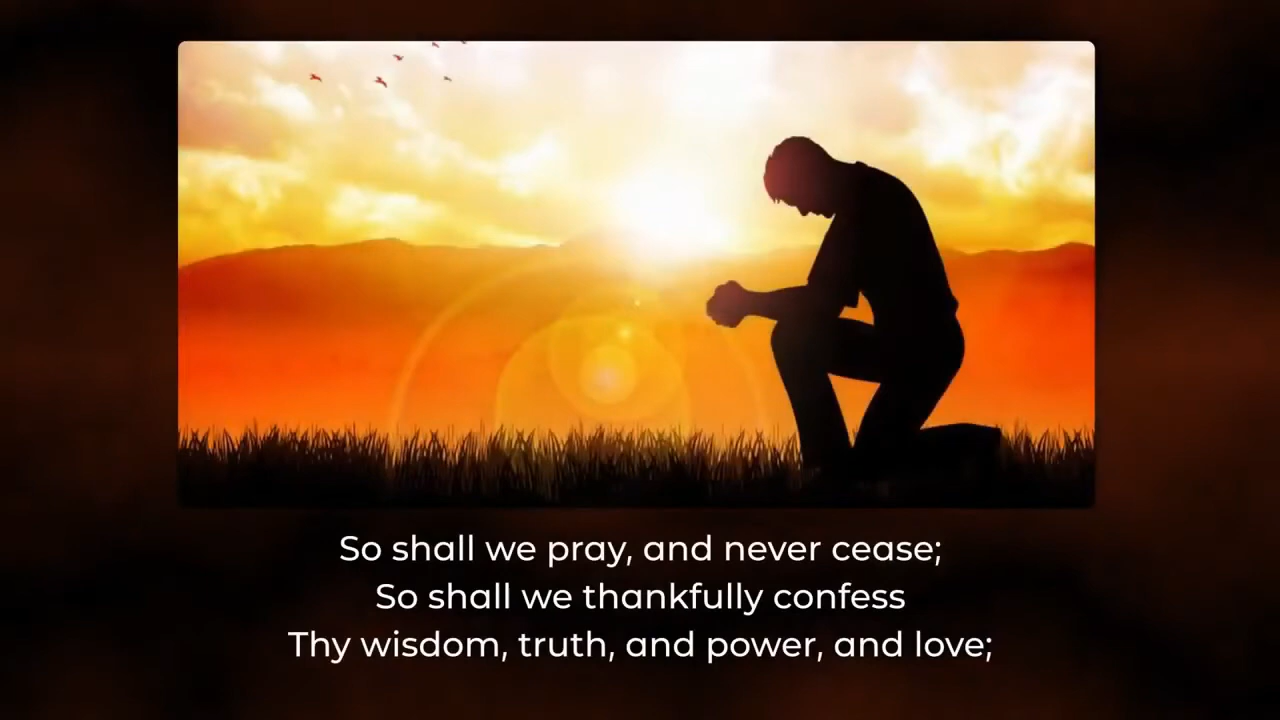 So shall we pray, and never cease;
So shall we thankfully confess
Thy wisdom, truth, and power, and love;